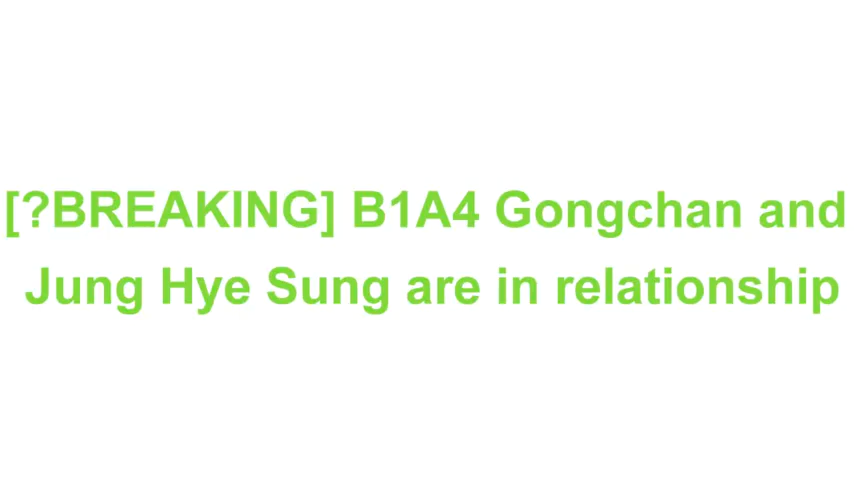 [?BREAKING] B1A4 Gongchan and
Jung Hye Sung are in relationship